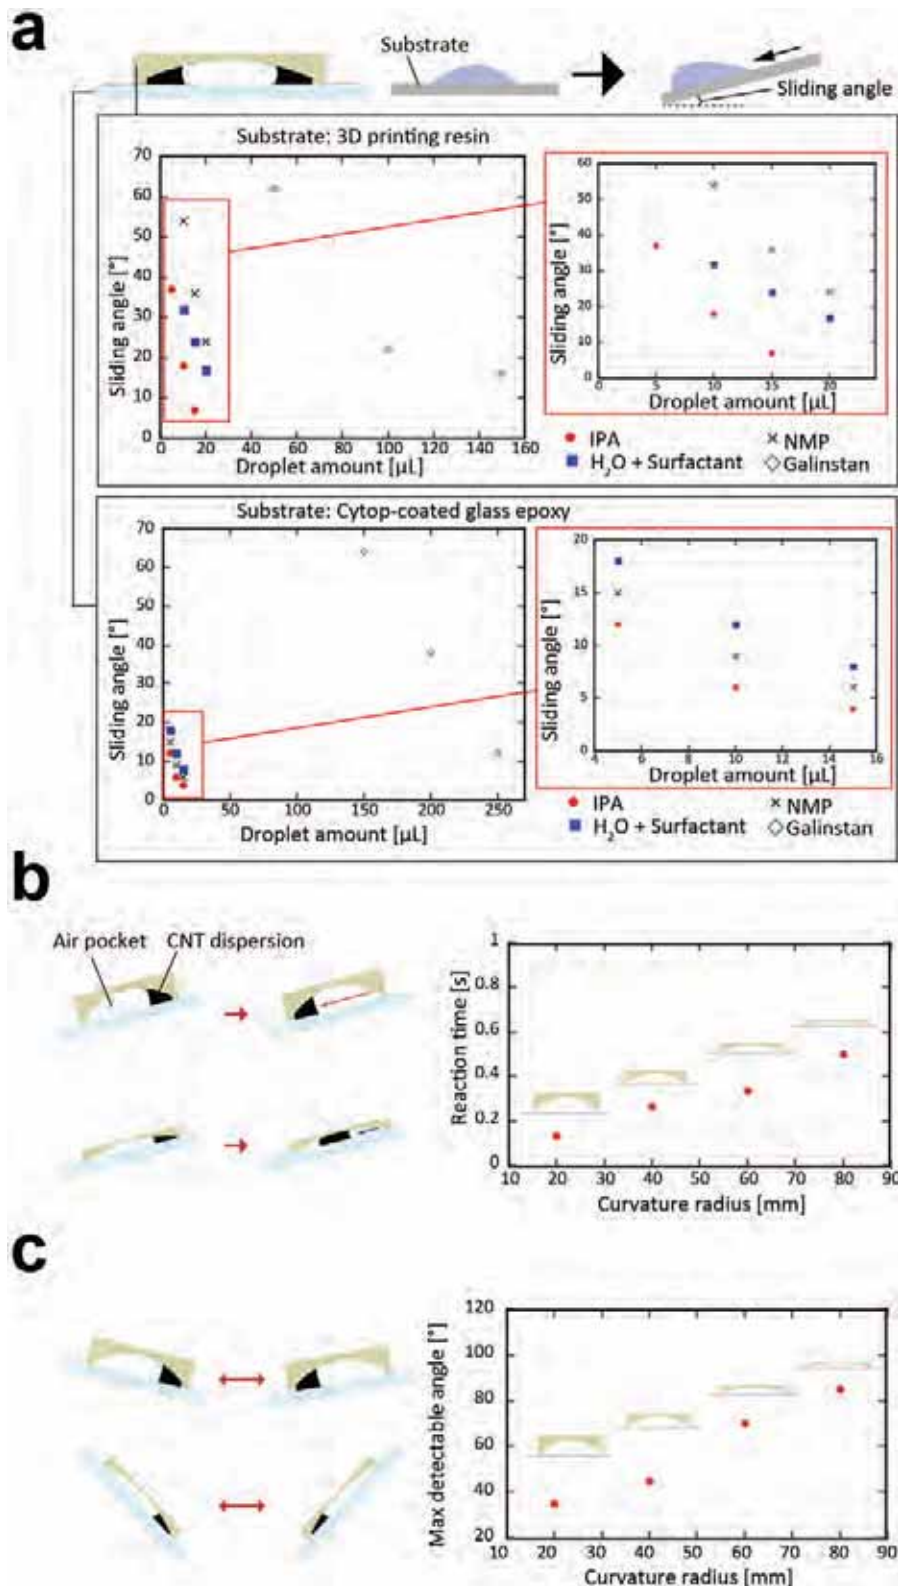 a
Substrate
Sliding angle
Substrate: 3D printing resin
70
60
50
40
30
20
10
0
Sliding angle [°]
0 20 40 60 80 100 120 140 160
Droplet amount [µL]
60
50
40
30
20
10
0
Sliding angle [°]
0 5 10 15 20
Droplet amount [µL]
IPA
NMP
H2O + Surfactant
Galinstan
Substrate: Cytop-coated glass epoxy
70
60
50
40
30
20
10
0
Sliding angle [°]
0 50 100 150 200 250
Droplet amount [µL]
20
15
10
5
0
Sliding angle [°]
4 6 8 10 12 14 16
Droplet amount [µL]
IPA
NMP
H2O + Surfactant
Galinstan
b
Air pocket
CNT dispersion
1
0.8
0.6
0.4
0.2
0
Reaction time [s]
10 20 30 40 50 60 70 80 90
Curvature radius [mm]
c
120
100
80
60
40
20
Max detectable angle [°]
10 20 30 40 50 60 70 80 90
Curvature radius [mm]